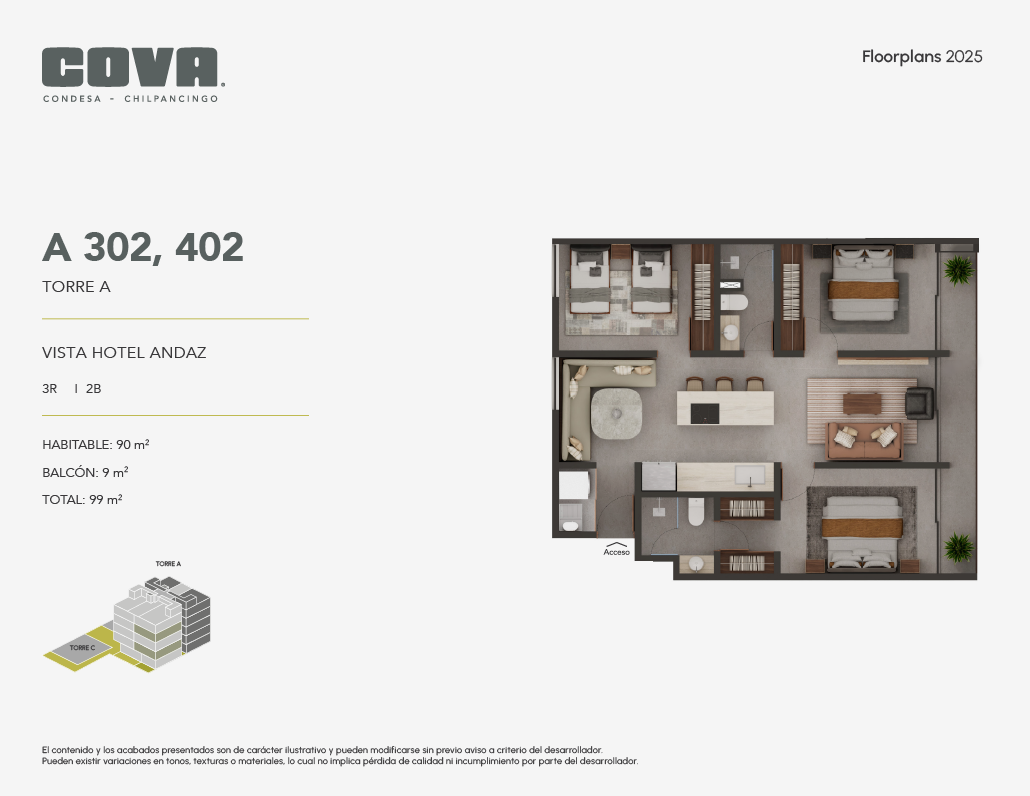 COVA.
CONDESA - CHILPANCINGO
Floorplans 2025
A 302, 402
TORRE A
VISTA HOTEL ANDAZ
3R | 2B
HABITABLE: 90 m²
BALCÓN: 9 m²
TOTAL: 99 m²
Acceso
TORRE A
TORRE C
El contenido y los acabados presentados son de carácter ilustrativo y pueden modificarse sin previo aviso a criterio del desarrollador.
Pueden existir variaciones en tonos, texturas o materiales, lo cual no implica pérdida de calidad ni incumplimiento por parte del desarrollador.